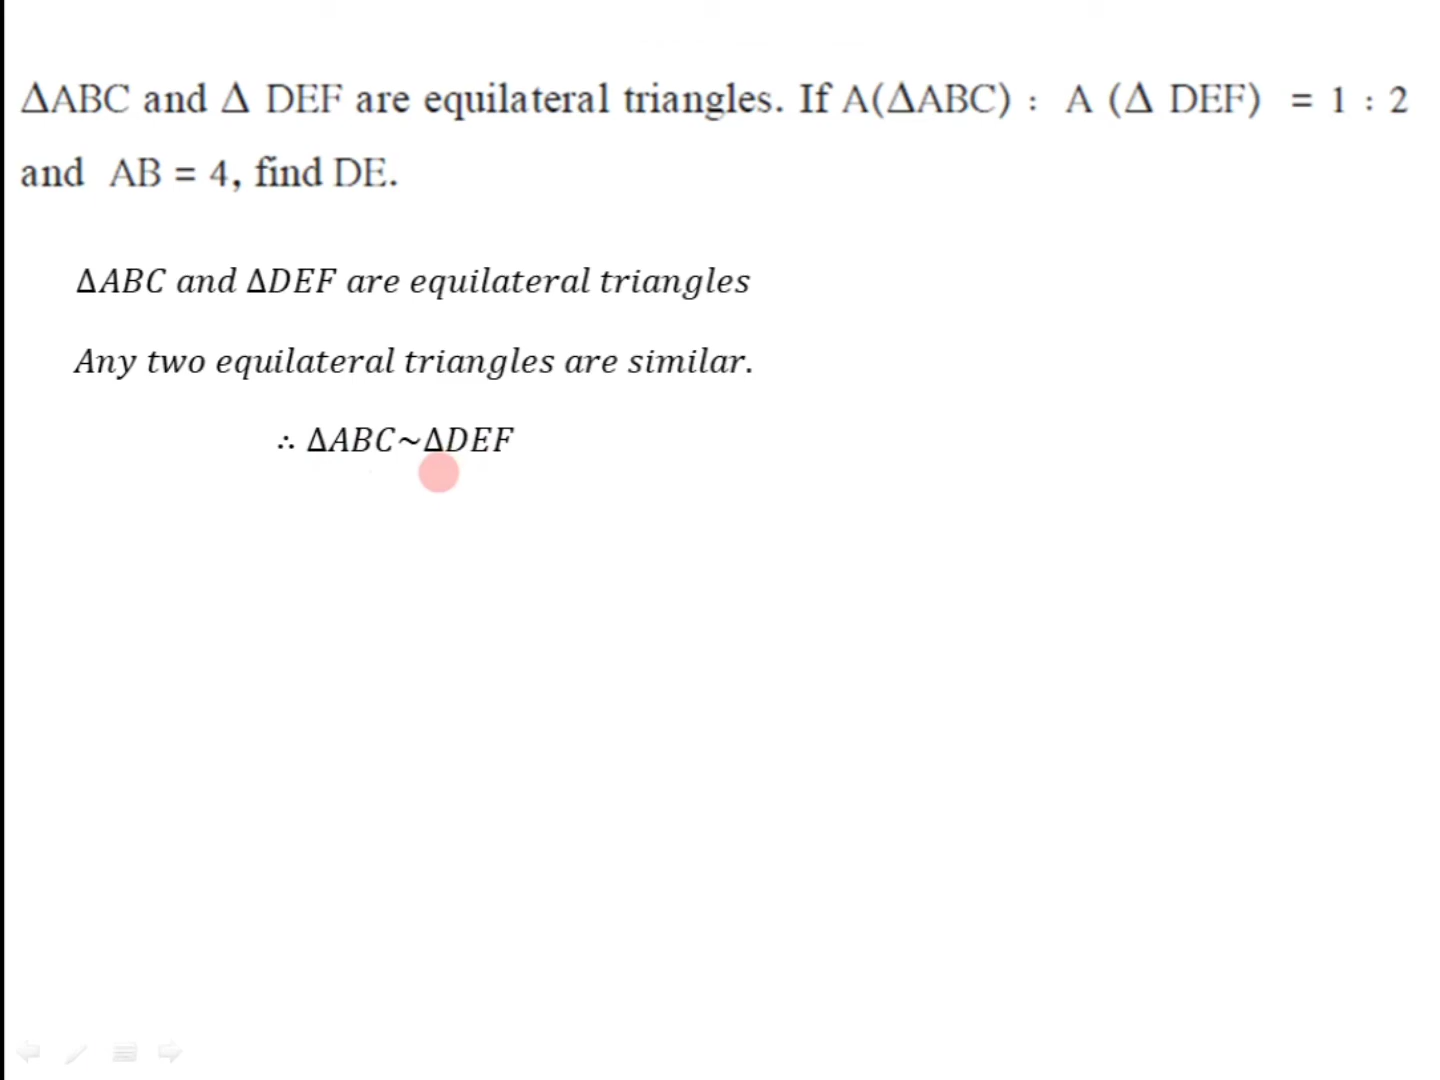 ΔABC and Δ DEF are equilateral triangles. If A(ΔABC) : A (Δ DEF) = 1 : 2
and AB = 4, find DE.
ΔABC and ΔDEF are equilateral triangles
Any two equilateral triangles are similar.
∴ ΔABC~ΔDEF